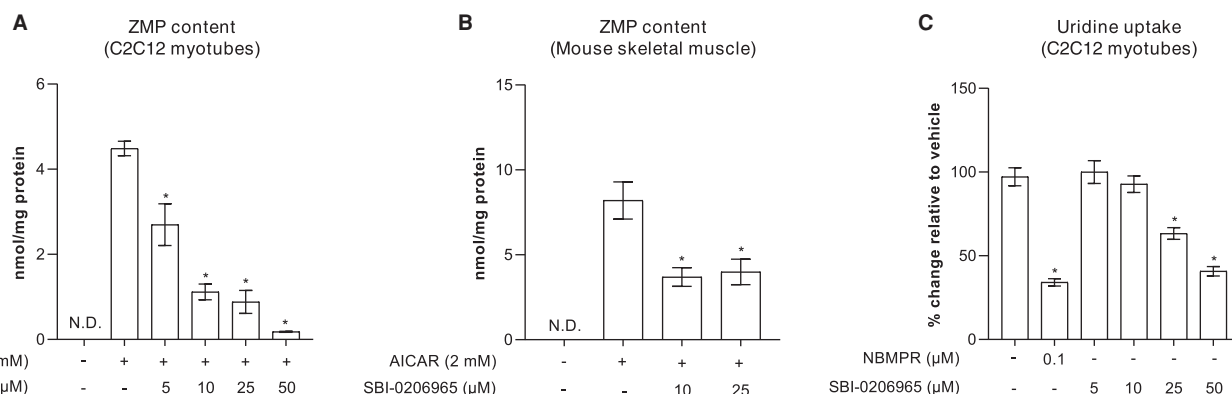 A
ZMP content
(C2C12 myotubes)
nmol/mg protein
6
4
2
0
N.D.
*
*
*
*
mM)
- + + + + +
µM)
- - 5 10 25 50
B
ZMP content
(Mouse skeletal muscle)
nmol/mg protein
15
10
5
0
N.D.
*
*
AICAR (2 mM)
- + + +
SBI-0206965 (µM)
- - 10 25
C
Uridine uptake
(C2C12 myotubes)
% change relative to vehicle
150
100
50
0
*
*
*
NBMPR (µM)
- 0.1 - - - -
SBI-0206965 (µM)
- - 5 10 25 50